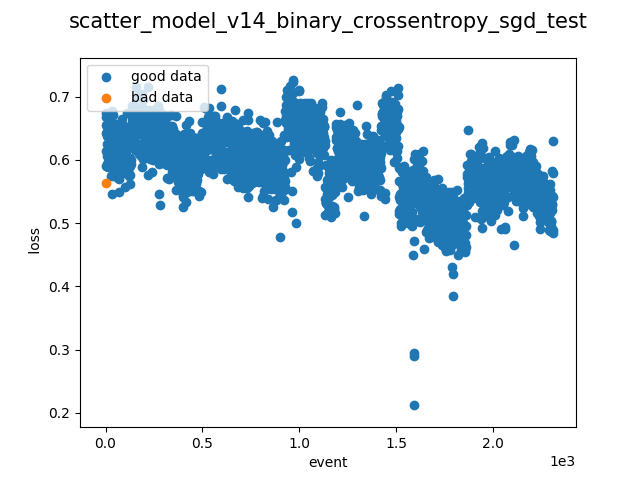 scatter_model_v14_binary_crossentropy_sgd_test
good data
bad data
0.7
0.6
0.5
0.4
0.3
0.2
loss
0.0
0.5
1.0
1.5
2.0
1e3
event